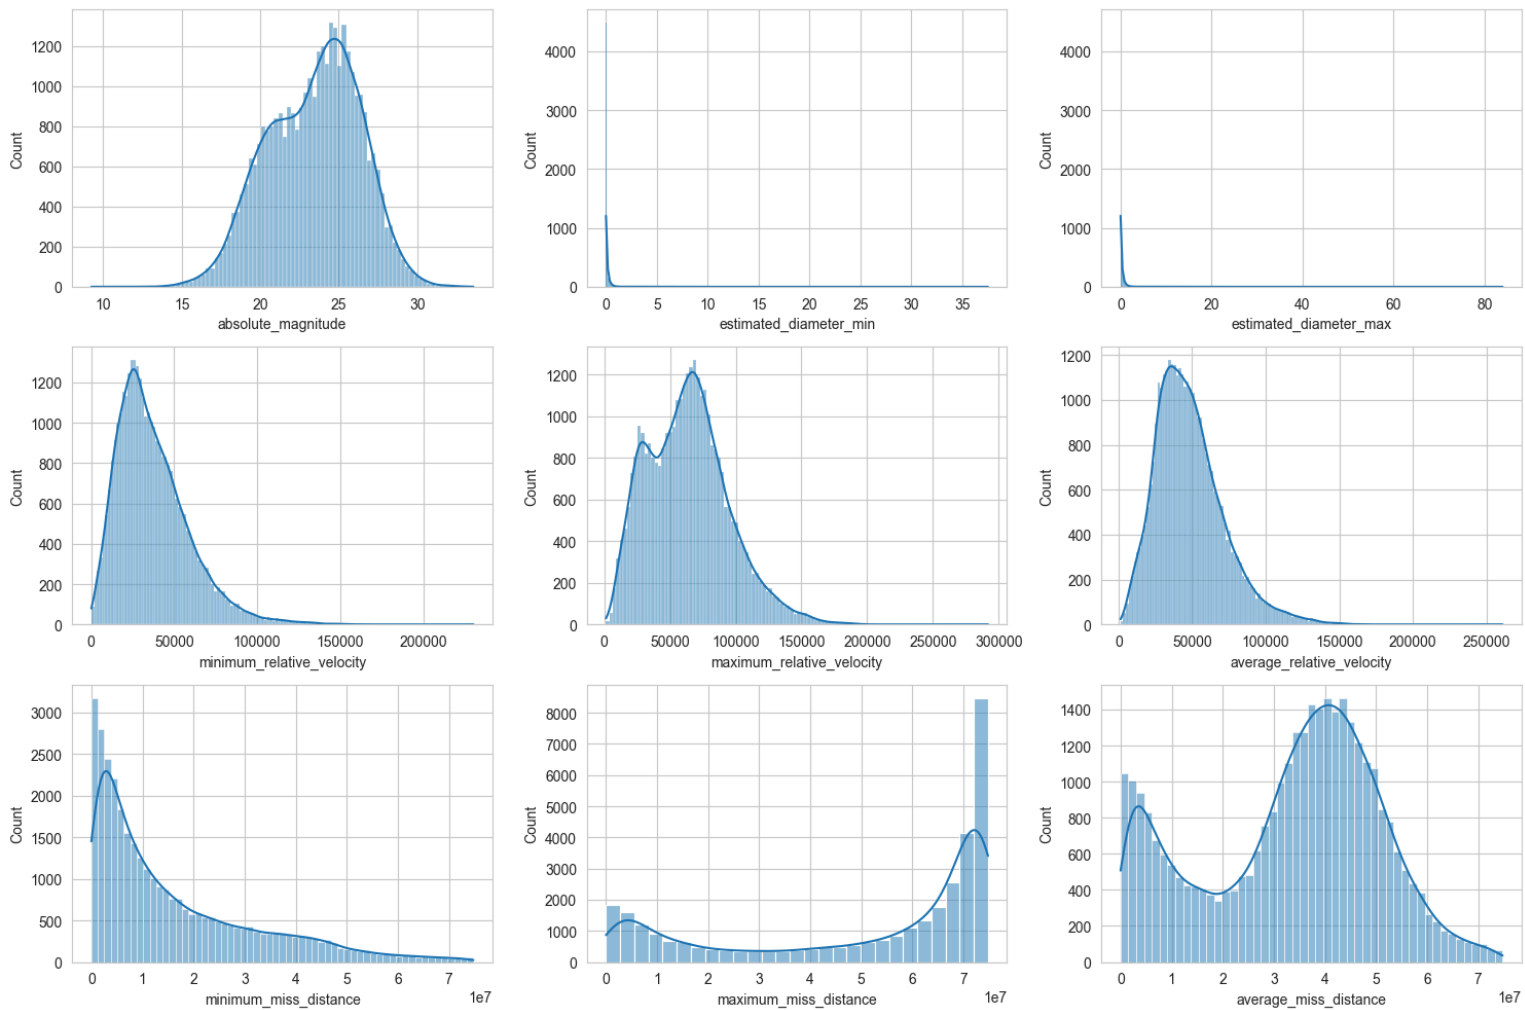 1200
1000
800
600
400
200
0
Count
10 15 20 25 30
absolute_magnitude
4000
3000
2000
1000
0
Count
0 5 10 15 20 25 30 35
estimated_diameter_min
4000
3000
2000
1000
0
Count
0 20 40 60 80
estimated_diameter_max
1200
1000
800
600
400
200
0
Count
0 50000 100000 150000 200000
minimum_relative_velocity
1200
1000
800
600
400
200
0
Count
0 50000 100000 150000 200000 250000 300000
maximum_relative_velocity
1200
1000
800
600
400
200
0
Count
0 50000 100000 150000 200000 250000
average_relative_velocity
3000
2500
2000
1500
1000
500
0
Count
0 1 2 3 4 5 6 7
minimum_miss_distance 1e7
8000
7000
6000
5000
4000
3000
2000
1000
0
Count
0 1 2 3 4 5 6 7
maximum_miss_distance 1e7
1400
1200
1000
800
600
400
200
0
Count
0 1 2 3 4 5 6 7
average_miss_distance 1e7